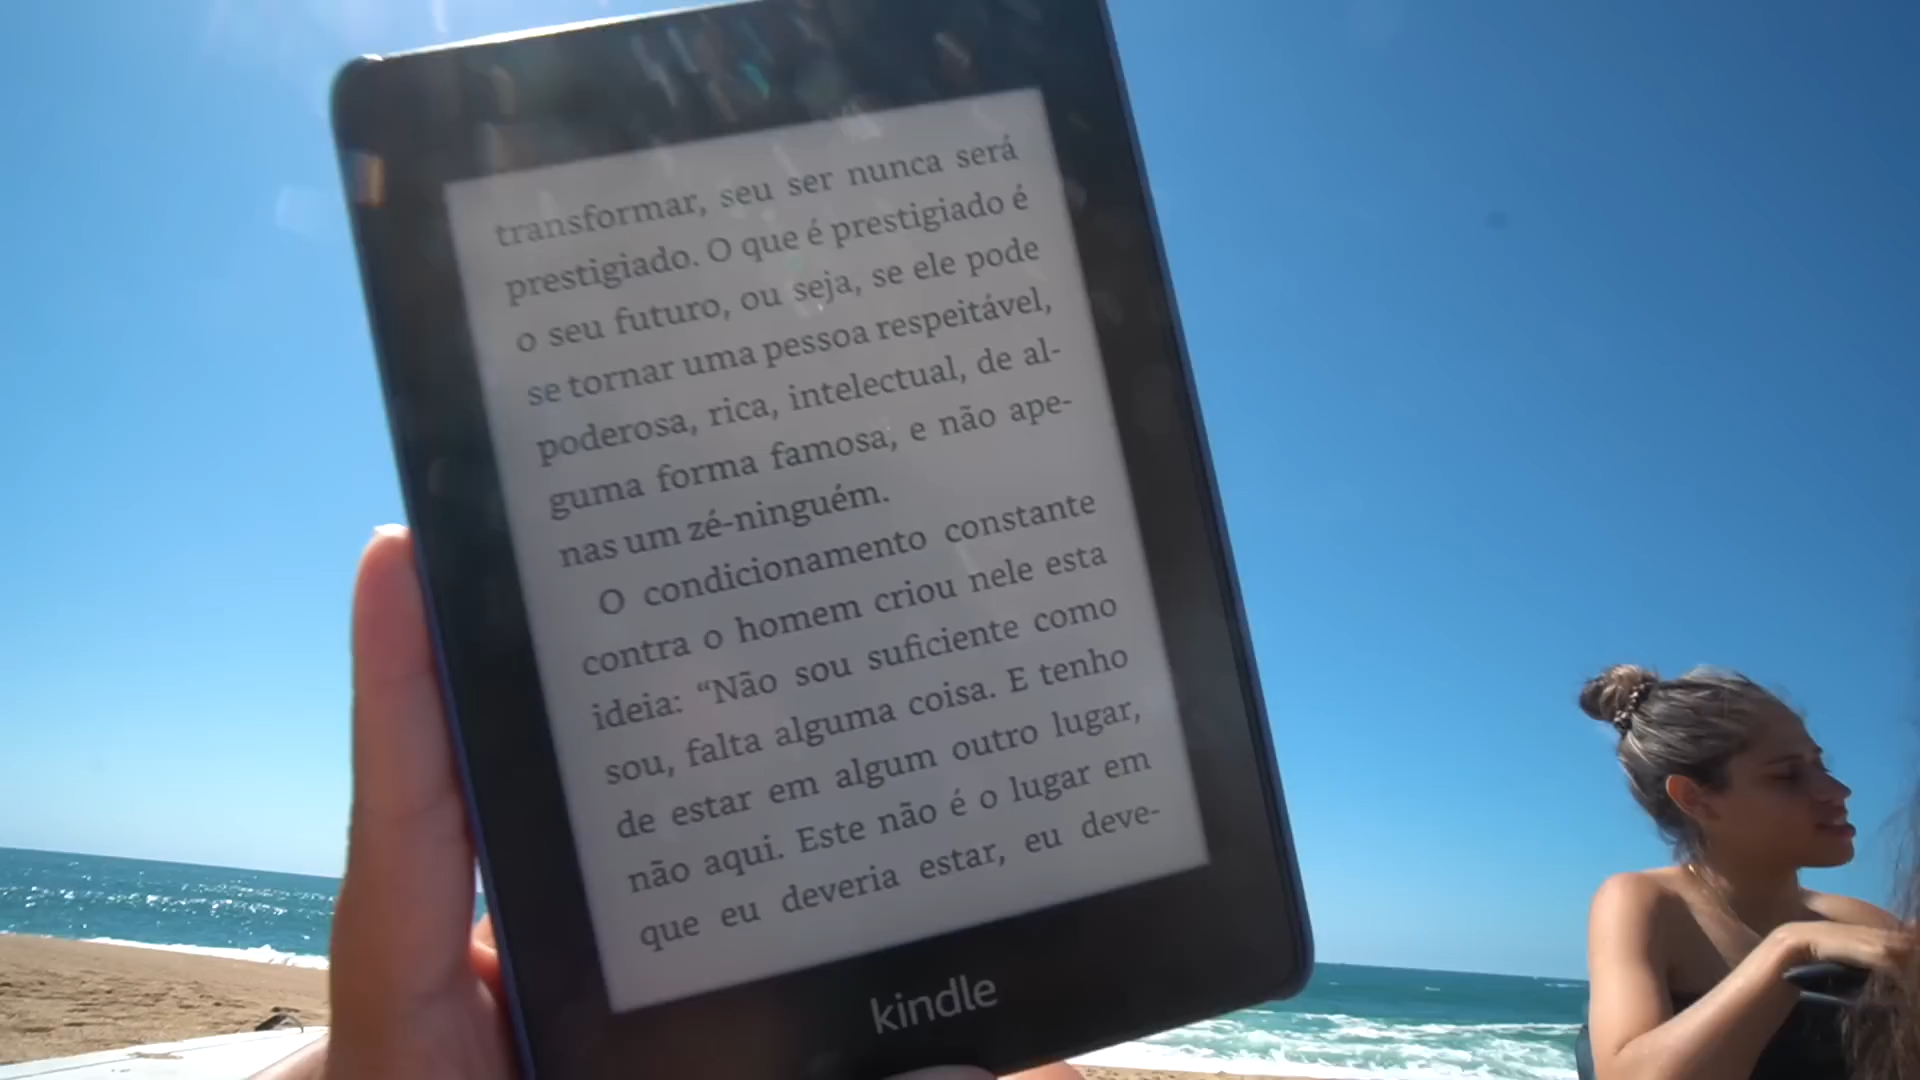 transformar, seu ser nunca será
prestigiado. O que é prestigiado é
o seu futuro, ou seja, se ele pode
se tornar uma pessoa respeitável,
poderosa, rica, intelectual, de al-
guma forma famosa, e não ape-
nas um zé-ninguém.
O condicionamento constante
contra o homem criou nele esta
ideia: “Não sou suficiente como
sou, falta alguma coisa. E tenho
de estar em algum outro lugar,
não aqui. Este não é o lugar em
que eu deveria estar, eu deve-
kindle